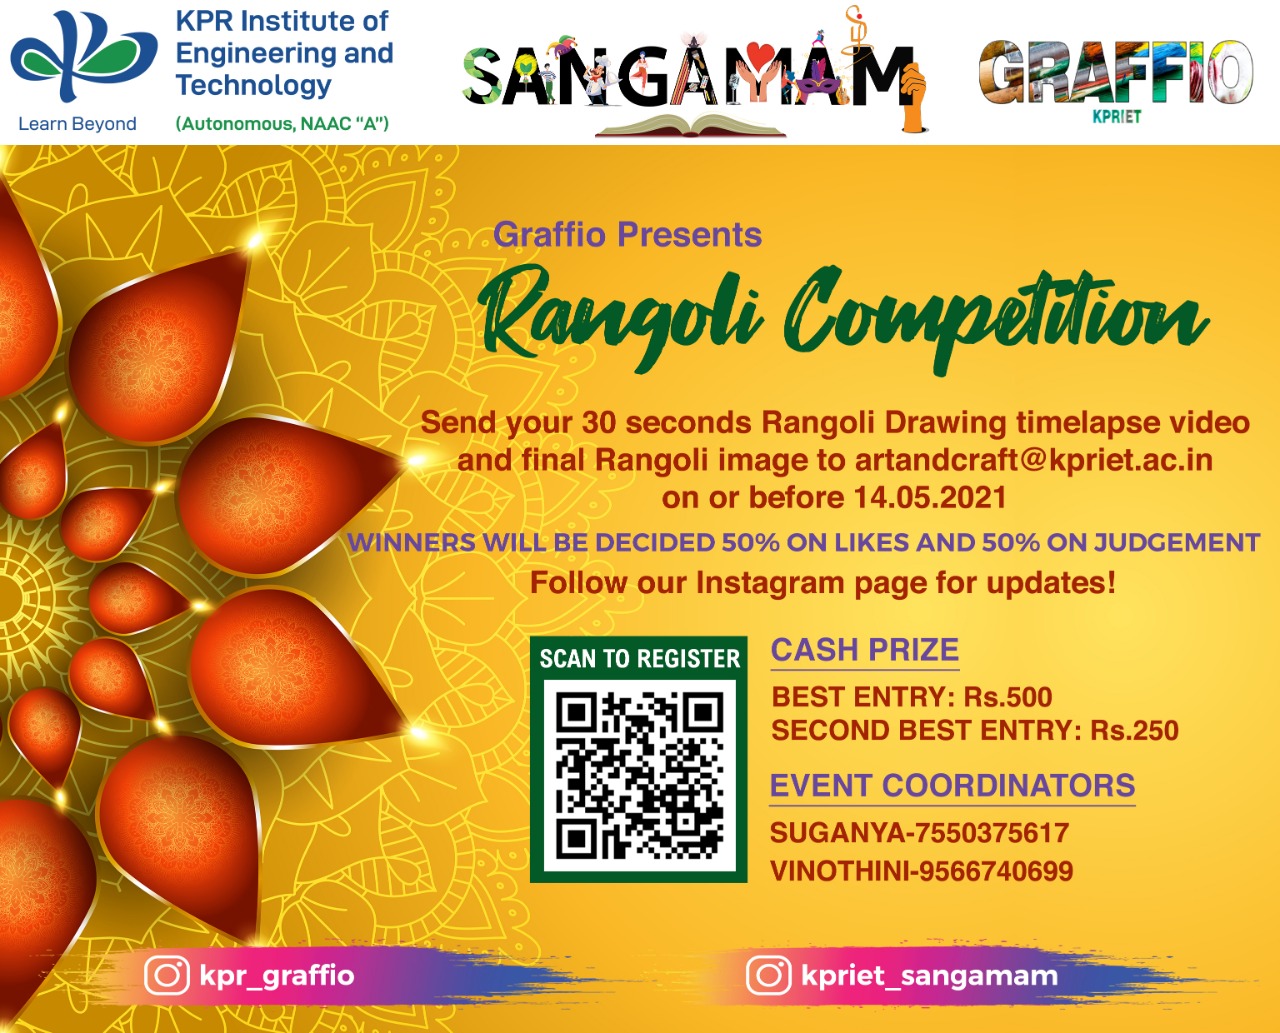 KPR Institute of
Engineering and
Technology
Learn Beyond
(Autonomous, NAAC “A”)
SANGAMAM
GRAFFIO
KPRIET
Graffio Presents
Rangoli Competition
Send your 30 seconds Rangoli Drawing timelapse video
and final Rangoli image to artandcraft@kpriet.ac.in
on or before 14.05.2021
WINNERS WILL BE DECIDED 50% ON LIKES AND 50% ON JUDGEMENT
Follow our Instagram page for updates!
SCAN TO REGISTER
CASH PRIZE
BEST ENTRY: Rs.500
SECOND BEST ENTRY: Rs.250
EVENT COORDINATORS
SUGANYA-7550375617
VINOTHINI-9566740699
kpr_graffio
kpriet_sangamam